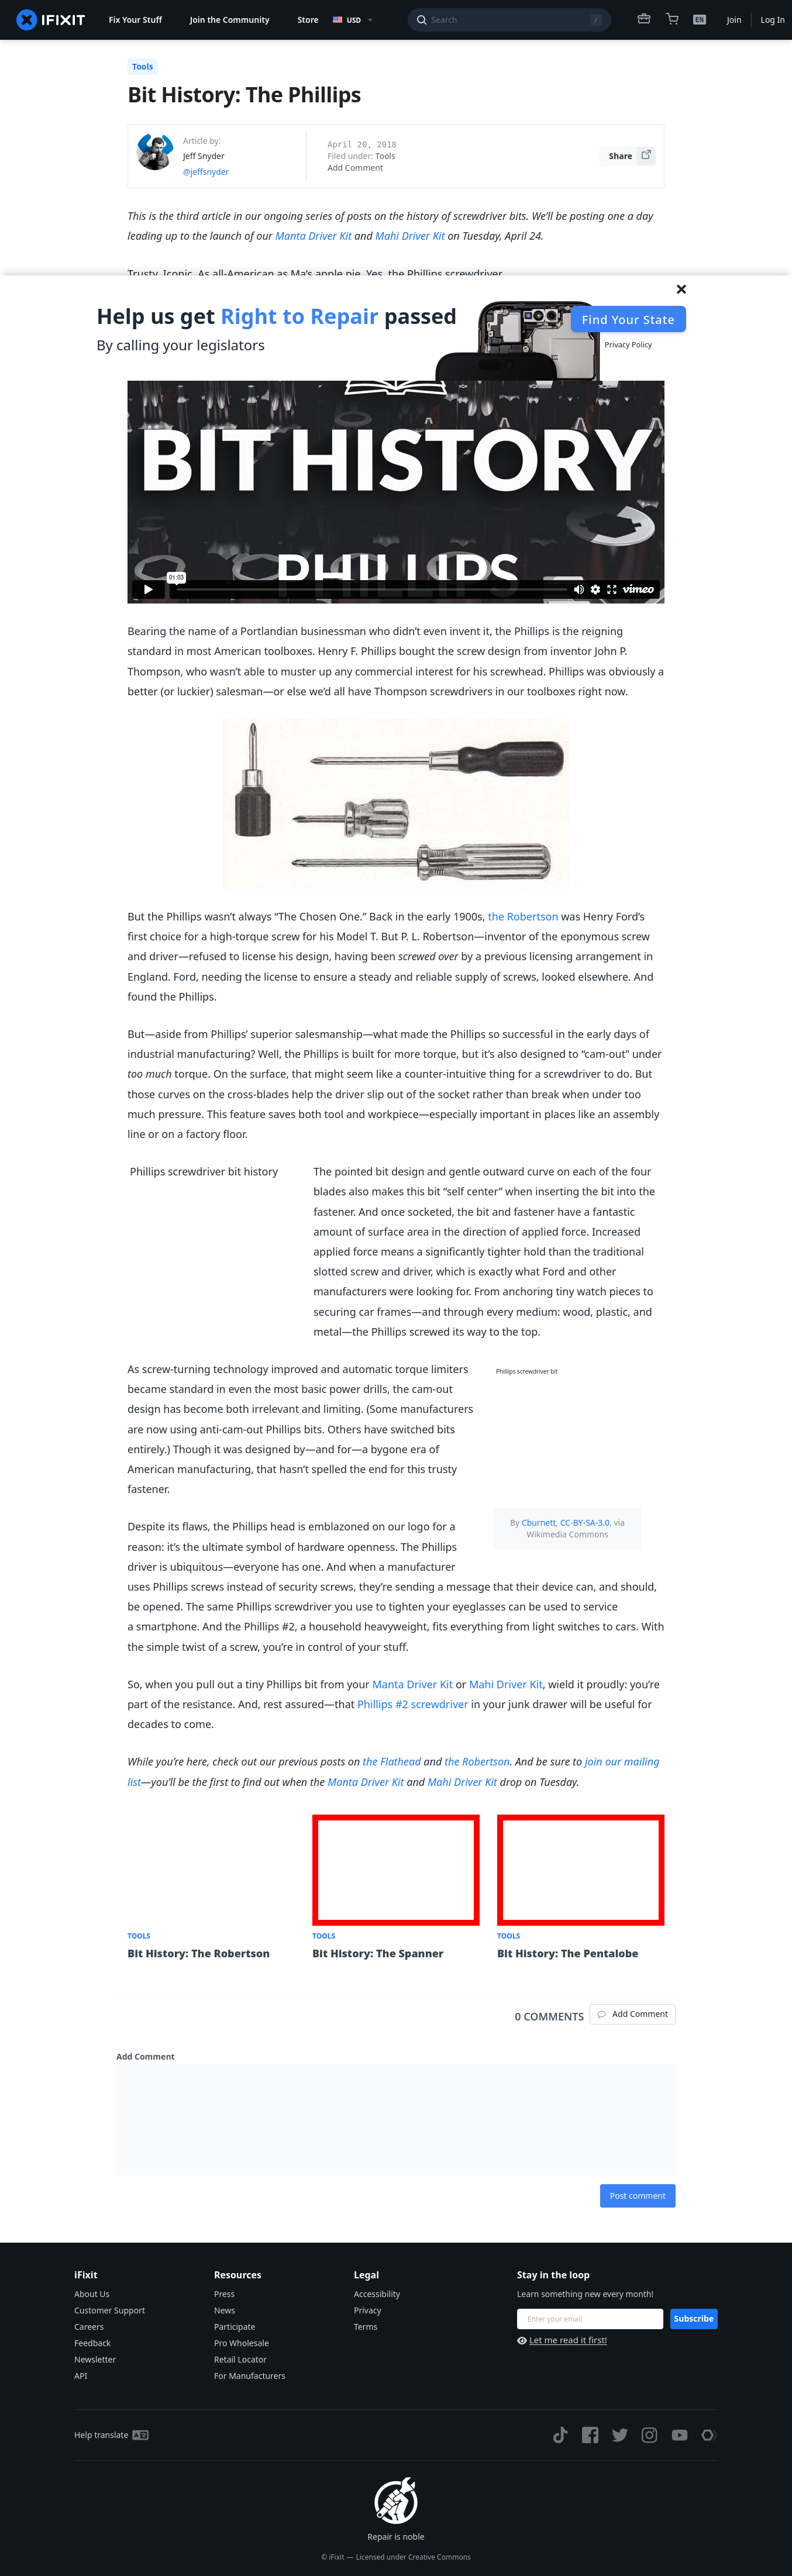 IFIXIT
Fix Your Stuff
Join the Community
Store
USD
Search
/
EN
Join
Log In
Tools
Bit History: The Phillips
Article by:
Jeff Snyder
@jeffsnyder
April 20, 2018
Filed under: Tools
Add Comment
Share
This is the third article in our ongoing series of posts on the history of screwdriver bits. We’ll be posting one a day
leading up to the launch of our Manta Driver Kit and Mahi Driver Kit on Tuesday, April 24.
Trusty. Iconic. As all-American as Ma’s apple pie. Yes, the Phillips screwdriver.
Help us get Right to Repair passed
By calling your legislators
Find Your State
Privacy Policy
BIT HISTORY
PHILLIPS
01:03
vimeo
Bearing the name of a Portlandian businessman who didn’t even invent it, the Phillips is the reigning
standard in most American toolboxes. Henry F. Phillips bought the screw design from inventor John P.
Thompson, who wasn’t able to muster up any commercial interest for his screwhead. Phillips was obviously a
better (or luckier) salesman—or else we’d all have Thompson screwdrivers in our toolboxes right now.
But the Phillips wasn’t always “The Chosen One.” Back in the early 1900s, the Robertson was Henry Ford’s
first choice for a high-torque screw for his Model T. But P. L. Robertson—inventor of the eponymous screw
and driver—refused to license his design, having been screwed over by a previous licensing arrangement in
England. Ford, needing the license to ensure a steady and reliable supply of screws, looked elsewhere. And
found the Phillips.
But—aside from Phillips’ superior salesmanship—what made the Phillips so successful in the early days of
industrial manufacturing? Well, the Phillips is built for more torque, but it’s also designed to “cam-out” under
too much torque. On the surface, that might seem like a counter-intuitive thing for a screwdriver to do. But
those curves on the cross-blades help the driver slip out of the socket rather than break when under too
much pressure. This feature saves both tool and workpiece—especially important in places like an assembly
line or on a factory floor.
Phillips screwdriver bit history
The pointed bit design and gentle outward curve on each of the four
blades also makes this bit “self center” when inserting the bit into the
fastener. And once socketed, the bit and fastener have a fantastic
amount of surface area in the direction of applied force. Increased
applied force means a significantly tighter hold than the traditional
slotted screw and driver, which is exactly what Ford and other
manufacturers were looking for. From anchoring tiny watch pieces to
securing car frames—and through every medium: wood, plastic, and
metal—the Phillips screwed its way to the top.
As screw-turning technology improved and automatic torque limiters
became standard in even the most basic power drills, the cam-out
design has become both irrelevant and limiting. (Some manufacturers
are now using anti-cam-out Phillips bits. Others have switched bits
entirely.) Though it was designed by—and for—a bygone era of
American manufacturing, that hasn’t spelled the end for this trusty
fastener.
Phillips screwdriver bit
By Cburnett, CC-BY-SA-3.0, via
Wikimedia Commons
Despite its flaws, the Phillips head is emblazoned on our logo for a
reason: it’s the ultimate symbol of hardware openness. The Phillips
driver is ubiquitous—everyone has one. And when a manufacturer
uses Phillips screws instead of security screws, they’re sending a message that their device can, and should,
be opened. The same Phillips screwdriver you use to tighten your eyeglasses can be used to service
a smartphone. And the Phillips #2, a household heavyweight, fits everything from light switches to cars. With
the simple twist of a screw, you’re in control of your stuff.
So, when you pull out a tiny Phillips bit from your Manta Driver Kit or Mahi Driver Kit, wield it proudly: you’re
part of the resistance. And, rest assured—that Phillips #2 screwdriver in your junk drawer will be useful for
decades to come.
While you’re here, check out our previous posts on the Flathead and the Robertson. And be sure to join our mailing
list—you’ll be the first to find out when the Manta Driver Kit and Mahi Driver Kit drop on Tuesday.
TOOLS
Bit History: The Robertson
TOOLS
Bit History: The Spanner
TOOLS
Bit History: The Pentalobe
0 COMMENTS
Add Comment
Add Comment
Post comment
iFixit
About Us
Customer Support
Careers
Feedback
Newsletter
API
Resources
Press
News
Participate
Pro Wholesale
Retail Locator
For Manufacturers
Legal
Accessibility
Privacy
Terms
Stay in the loop
Learn something new every month!
Enter your email
Subscribe
Let me read it first!
Help translate
Repair is noble
© iFixit — Licensed under Creative Commons